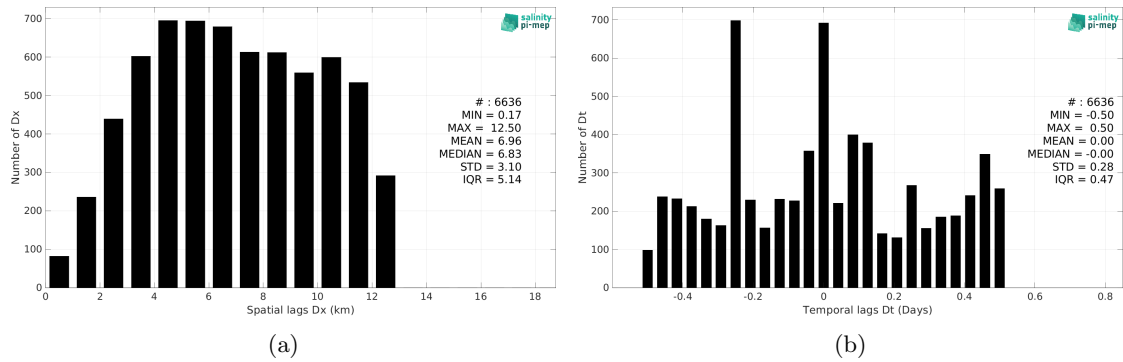 salinity
pi-mep
700
600
500
400
300
200
100
0
Number of Dx
# : 6636
MIN = 0.17
MAX = 12.50
MEAN = 6.96
MEDIAN = 6.83
STD = 3.10
IQR = 5.14
0 2 4 6 8 10 12 14 16 18
Spatial lags Dx (km)
(a)
salinity
pi-mep
700
600
500
400
300
200
100
0
Number of Dt
# : 6636
MIN = -0.50
MAX = 0.50
MEAN = 0.00
MEDIAN = -0.00
STD = 0.28
IQR = 0.47
-0.4 -0.2 0 0.2 0.4 0.6 0.8
Temporal lags Dt (Days)
(b)